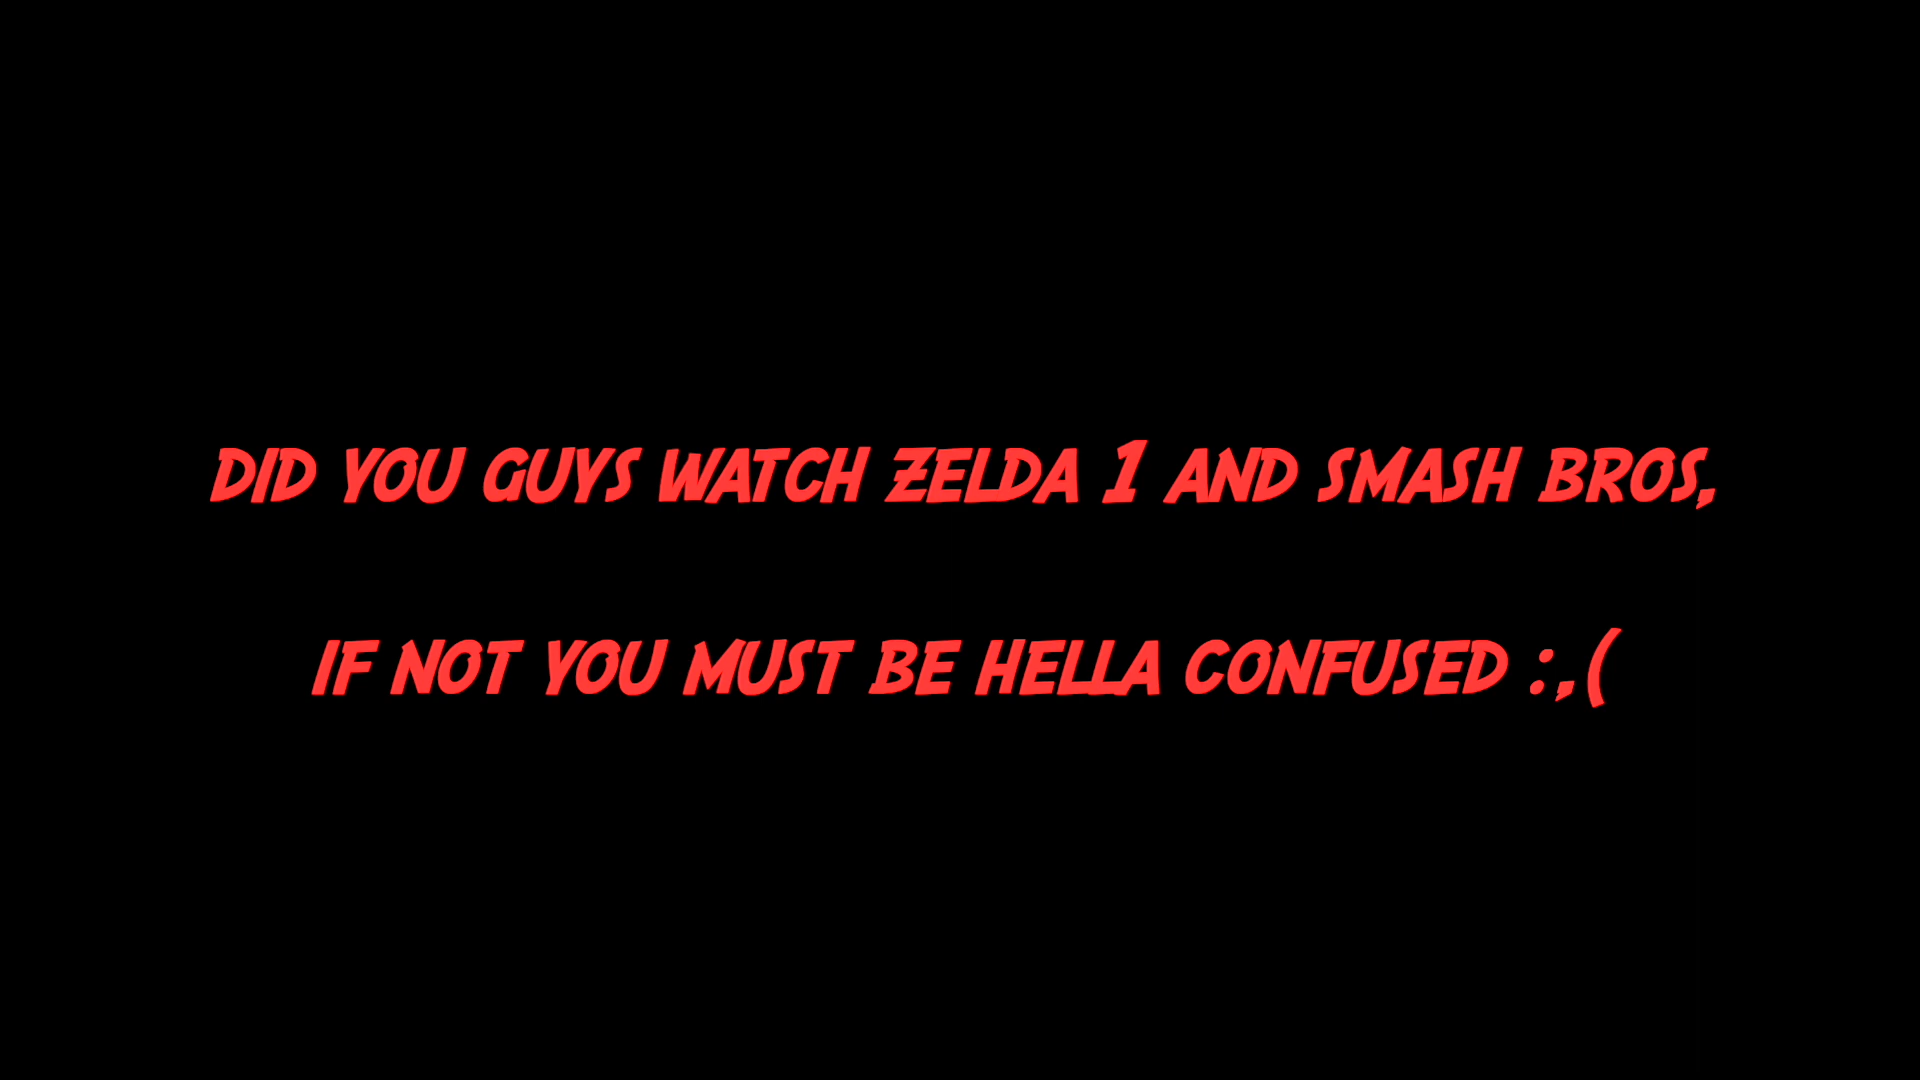 DID YOU GUYS WATCH ZELDA 1 AND SMASH BROS,
IF NOT YOU MUST BE HELLA CONFUSED :,(